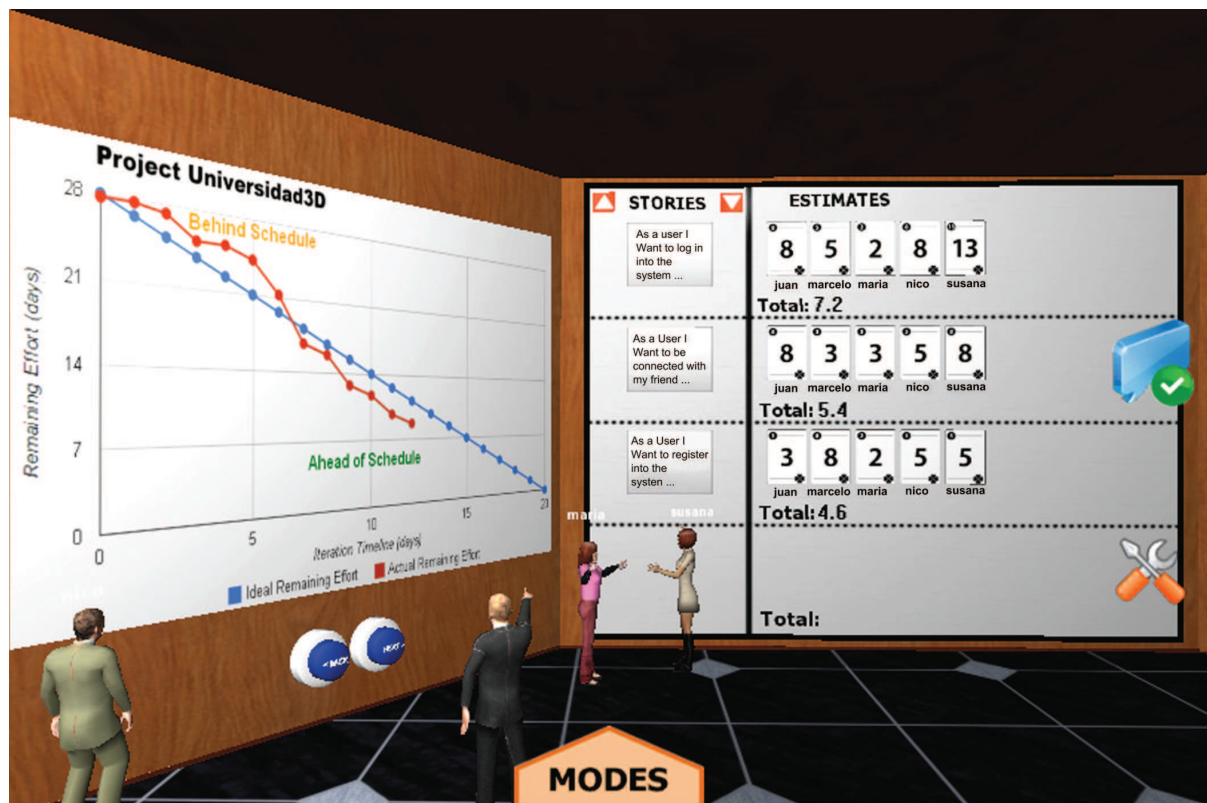 Project Universidad3D
28
21
14
7
0
Remaining Effort (days)
Behind Schedule
Ahead of Schedule
0
5
10
15
20
Iteration Timeline (days)
Ideal Remaining Effort
Actual Remaining Effort
nico
< BACK
NEXT >
STORIES
ESTIMATES
As a user I
Want to log in
into the
system ...
8 5 2 8 13
juan marcelo maria nico susana
Total: 7.2
As a User I
Want to be
connected with
my friend ...
8 3 3 5 8
juan marcelo maria nico susana
Total: 5.4
As a User I
Want to register
into the
systen ...
3 8 2 5 5
juan marcelo maria nico susana
Total: 4.6
maria
susana
Total:
MODES